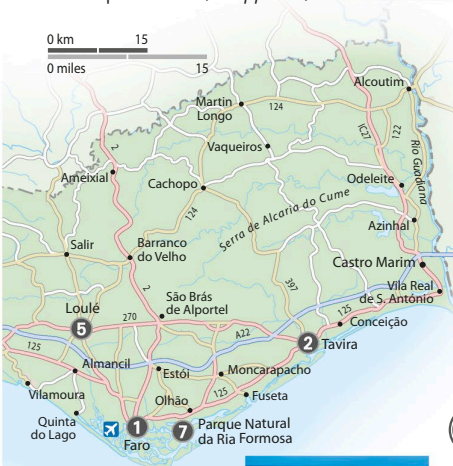 0 km 15
0 miles 15
Alcoutim
Martin
Longo
124
IC27
122
Rio Guadiana
2
Vaqueiros
Ameixial
Cachopo
Odeleite
124
Serra de Alcaria do Cume
Azinhal
Salir
Barranco
do Velho
Castro Marim
397
Vila Real
de S. António
2
São Brás
de Alportel
Loulé
5
270
125
Conceição
A22
2 Tavira
125
Almancil
Estói
Moncarapacho
Vilamoura
Olhão
125
Fuseta
Quinta
do Lago
1
Faro
7
Parque Natural
da Ria Formosa